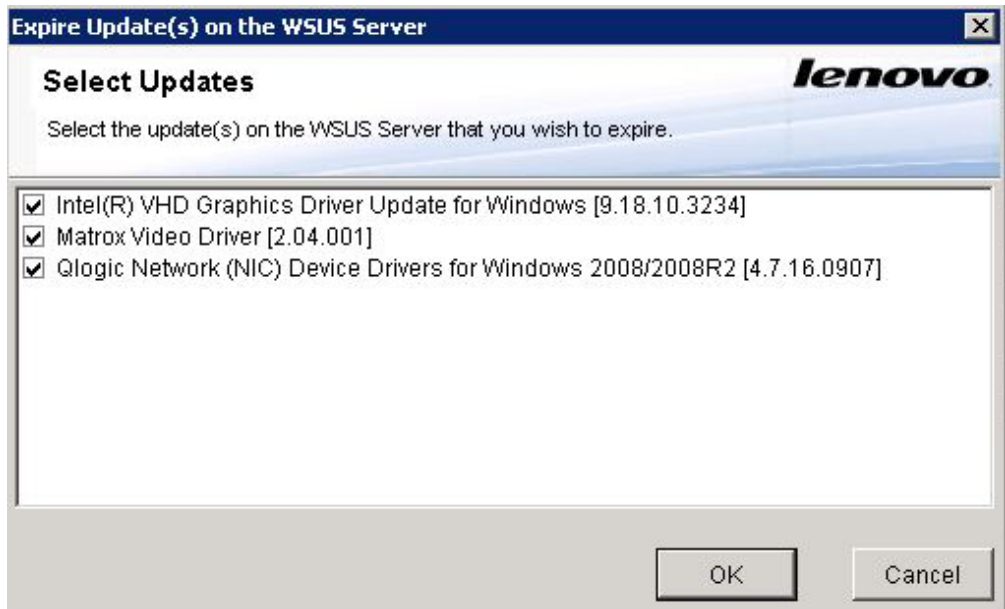 Expire Update(s) on the WSUS Server
Select Updates
lenovo
Select the update(s) on the WSUS Server that you wish to expire.
Intel(R) VHD Graphics Driver Update for Windows [9.18.10.3234]
Matrox Video Driver [2.04.001]
Qlogic Network (NIC) Device Drivers for Windows 2008/2008R2 [4.7.16.0907]
OK
Cancel